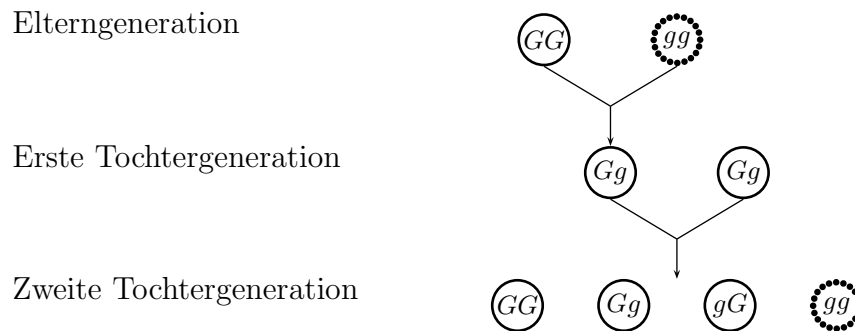 Elterngeneration GG gg
Erste Tochtergeneration Gg Gg
Zweite Tochtergeneration GG Gg gG gg